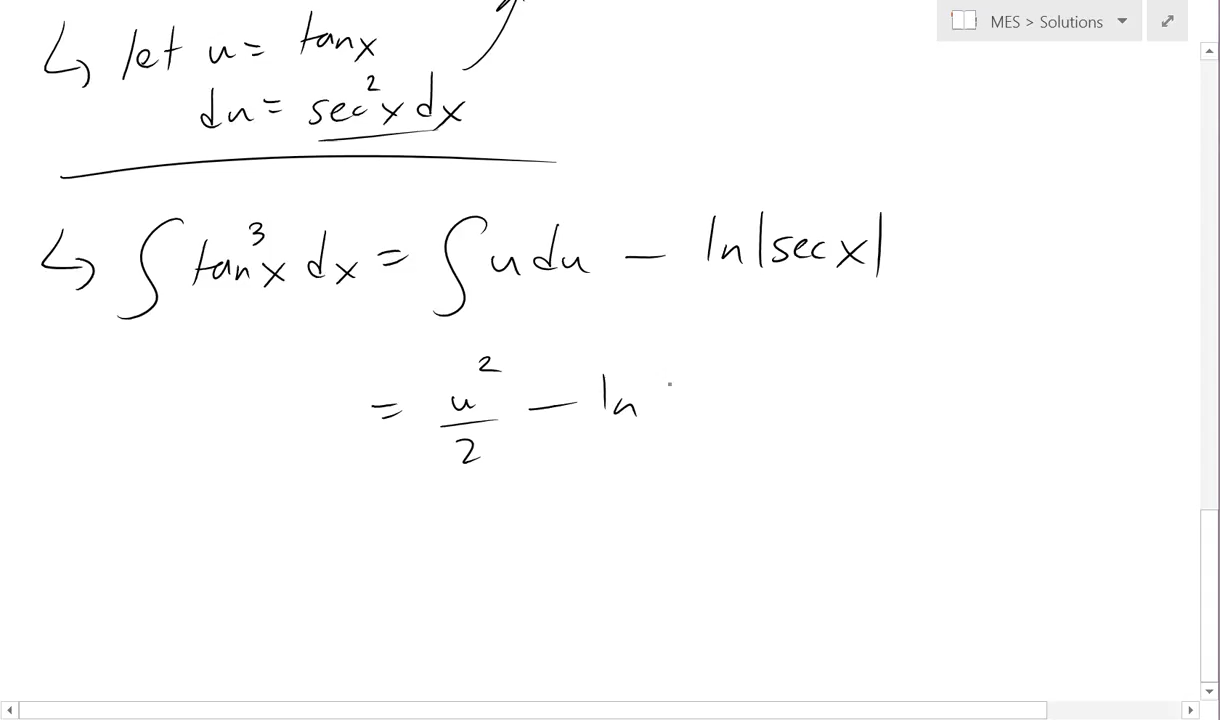 MES > Solutions
↳ let u = tanx
du = sec²x dx
↳ ∫ tan³x dx = ∫ u du − ln|secx|
= u²/2 − ln